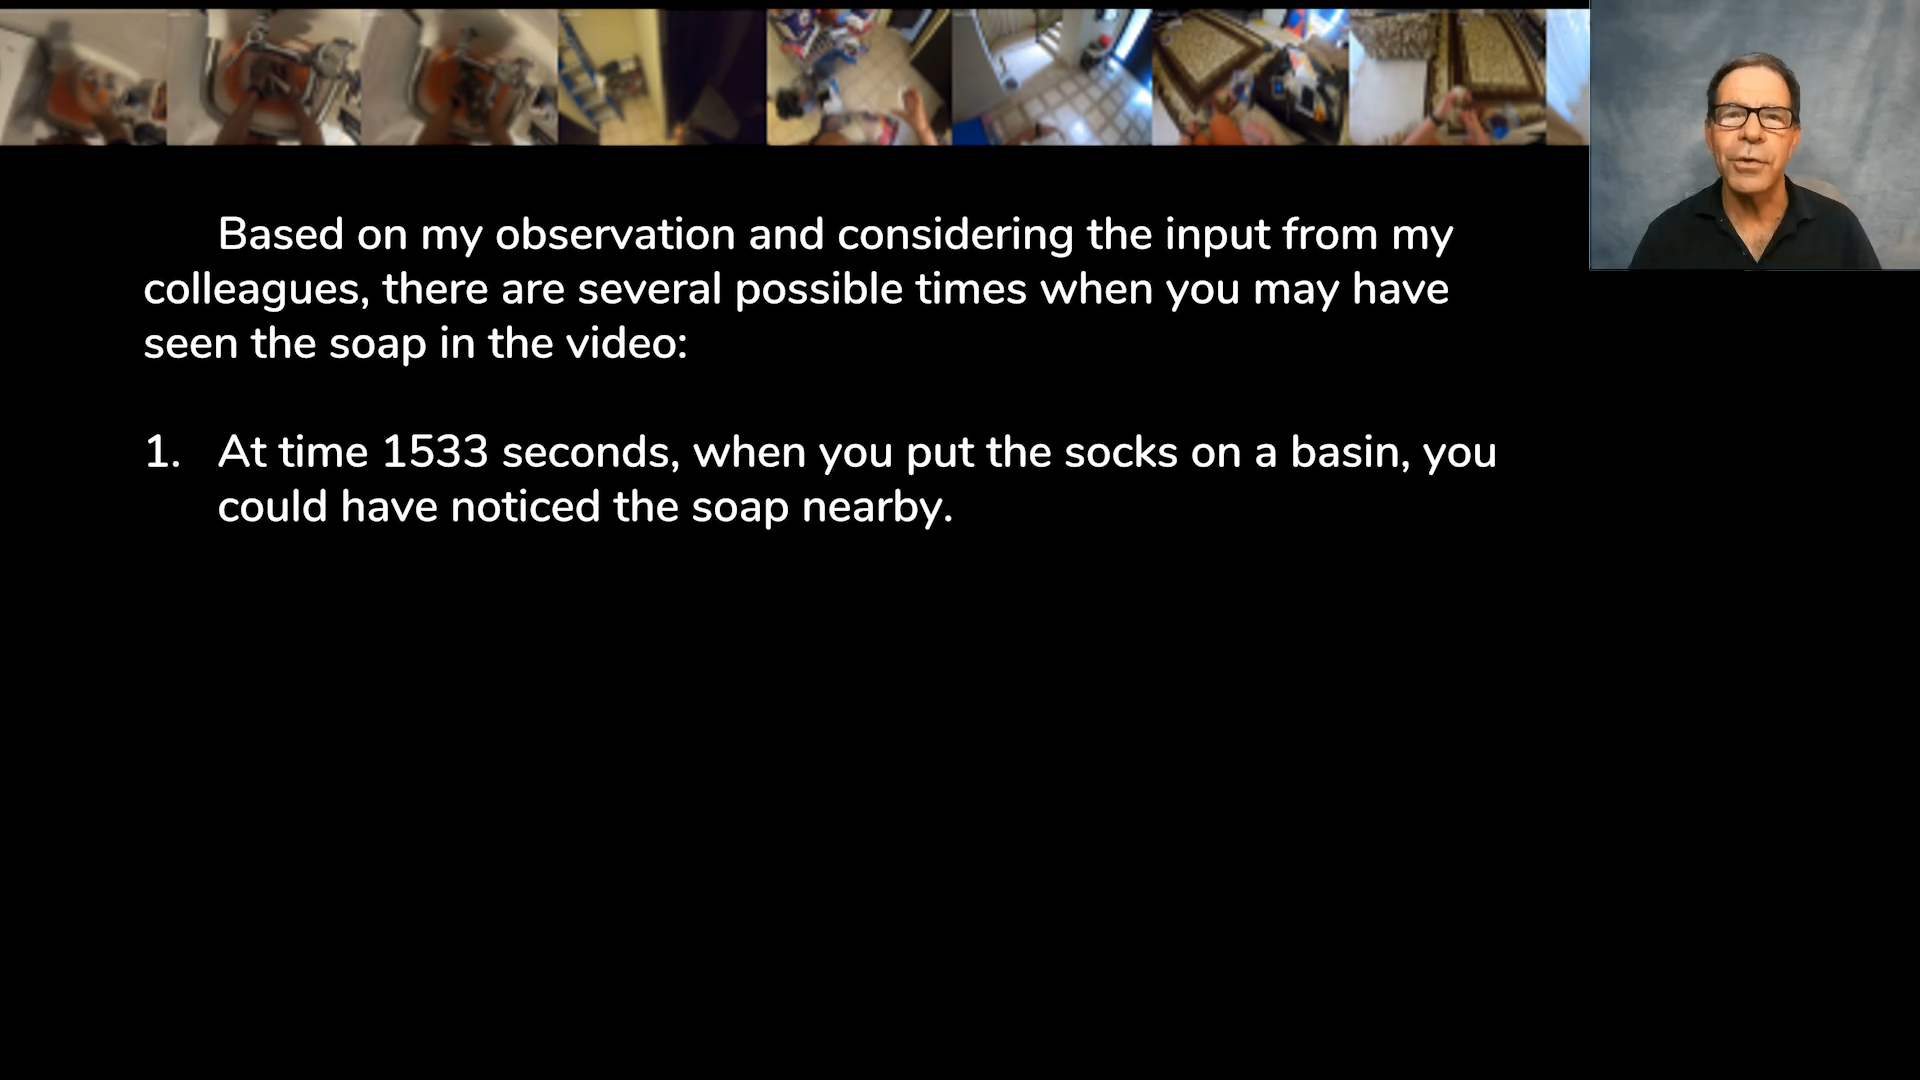 Based on my observation and considering the input from my
colleagues, there are several possible times when you may have
seen the soap in the video:
1. At time 1533 seconds, when you put the socks on a basin, you
could have noticed the soap nearby.